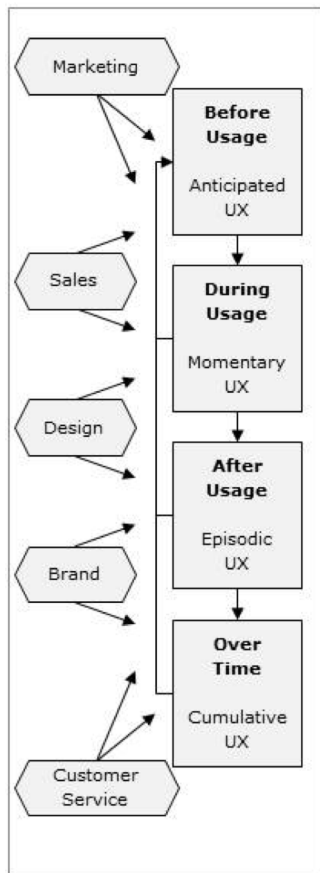 Marketing
Before
Usage
Anticipated
UX
Sales
During
Usage
Momentary
UX
Design
After
Usage
Episodic
UX
Brand
Over
Time
Cumulative
UX
Customer
Service